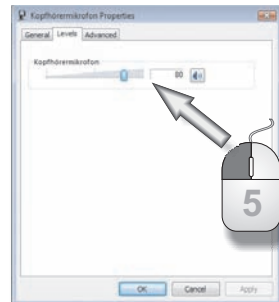 Kopfhörermikrofon Properties
General Levels Advanced
Kopfhörermikrofon
80
5
OK Cancel Apply